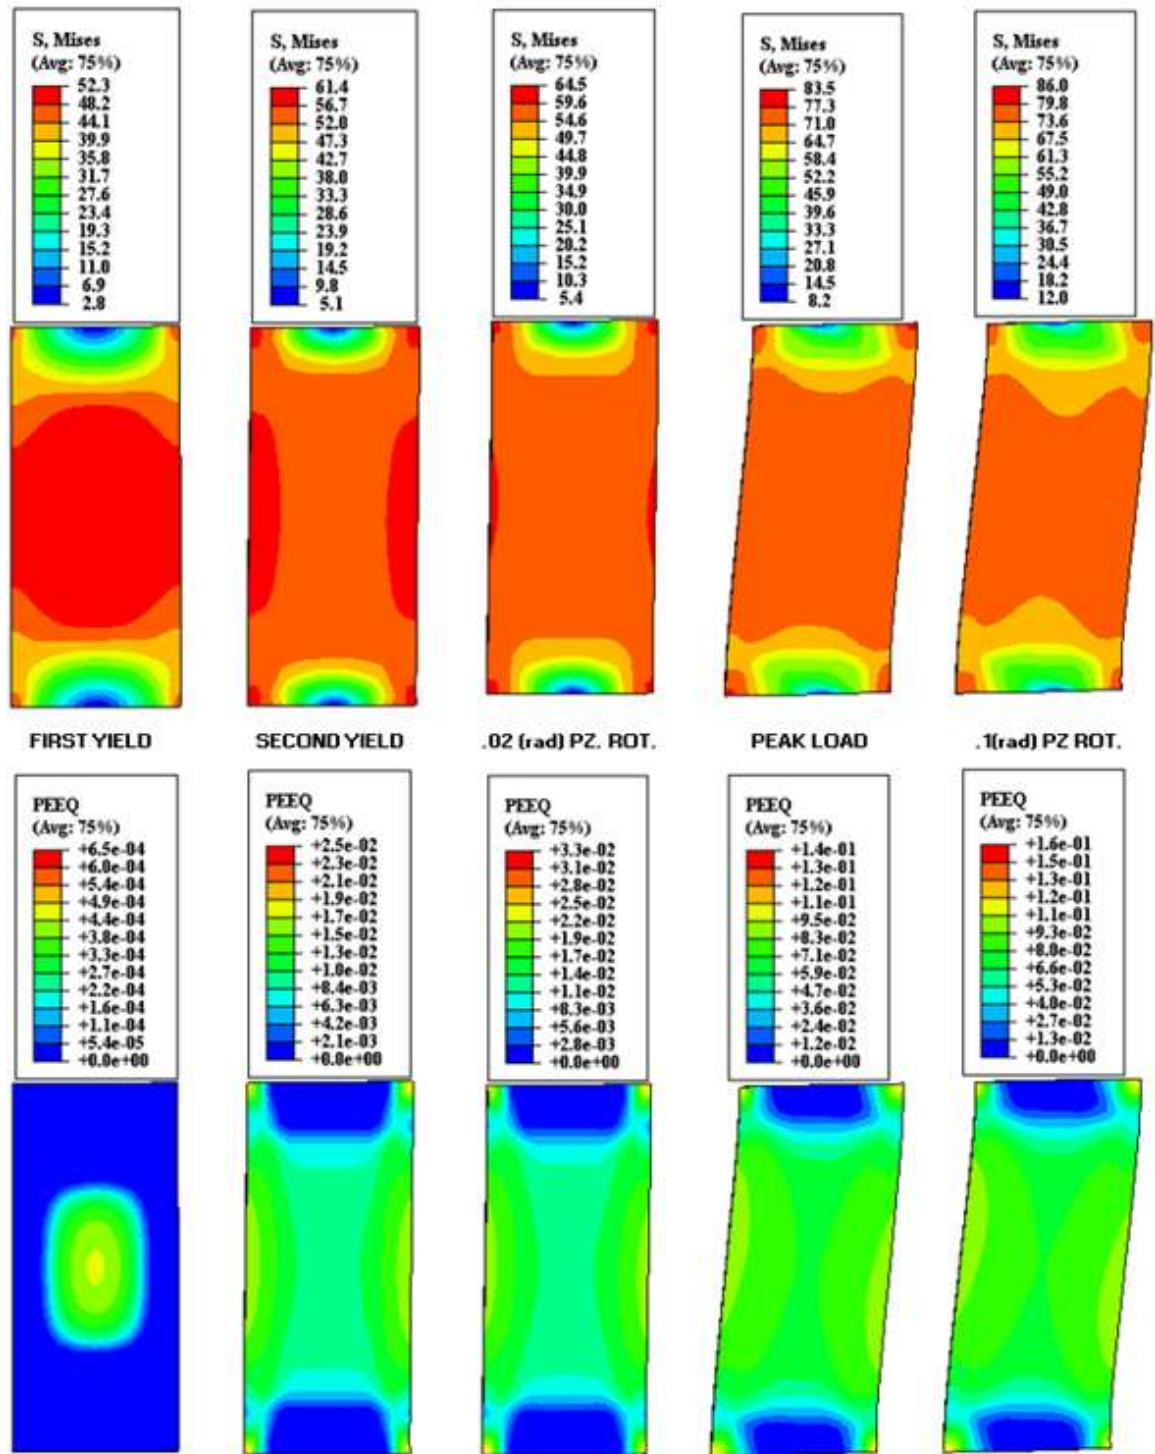 S, Mises
(Avg: 75%)
52.3
48.2
44.1
39.9
35.8
31.7
27.6
23.4
19.3
15.2
11.0
6.9
2.8
S, Mises
(Avg: 75%)
61.4
56.7
52.0
47.3
42.7
38.0
33.3
28.6
23.9
19.2
14.5
9.8
5.1
S, Mises
(Avg: 75%)
64.5
59.6
54.6
49.7
44.8
39.9
34.9
30.0
25.1
20.2
15.2
10.3
5.4
S, Mises
(Avg: 75%)
83.5
77.3
71.0
64.7
58.4
52.2
45.9
39.6
33.3
27.1
20.8
14.5
8.2
S, Mises
(Avg: 75%)
86.0
79.8
73.6
67.5
61.3
55.2
49.0
42.8
36.7
30.5
24.4
18.2
12.0
FIRST YIELD
SECOND YIELD
.02 (rad) PZ. ROT.
PEAK LOAD
.1(rad) PZ ROT.
PEEQ
(Avg: 75%)
+6.5e-04
+6.0e-04
+5.4e-04
+4.9e-04
+4.4e-04
+3.8e-04
+3.3e-04
+2.7e-04
+2.2e-04
+1.6e-04
+1.1e-04
+5.4e-05
+0.0e+00
PEEQ
(Avg: 75%)
+2.5e-02
+2.3e-02
+2.1e-02
+1.9e-02
+1.7e-02
+1.5e-02
+1.3e-02
+1.0e-02
+8.4e-03
+6.3e-03
+4.2e-03
+2.1e-03
+0.0e+00
PEEQ
(Avg: 75%)
+3.3e-02
+3.1e-02
+2.8e-02
+2.5e-02
+2.2e-02
+1.9e-02
+1.7e-02
+1.4e-02
+1.1e-02
+8.3e-03
+5.6e-03
+2.8e-03
+0.0e+00
PEEQ
(Avg: 75%)
+1.4e-01
+1.3e-01
+1.2e-01
+1.1e-01
+9.5e-02
+8.3e-02
+7.1e-02
+5.9e-02
+4.7e-02
+3.6e-02
+2.4e-02
+1.2e-02
+0.0e+00
PEEQ
(Avg: 75%)
+1.6e-01
+1.5e-01
+1.3e-01
+1.2e-01
+1.1e-01
+9.3e-02
+8.0e-02
+6.6e-02
+5.3e-02
+4.0e-02
+2.7e-02
+1.3e-02
+0.0e+00